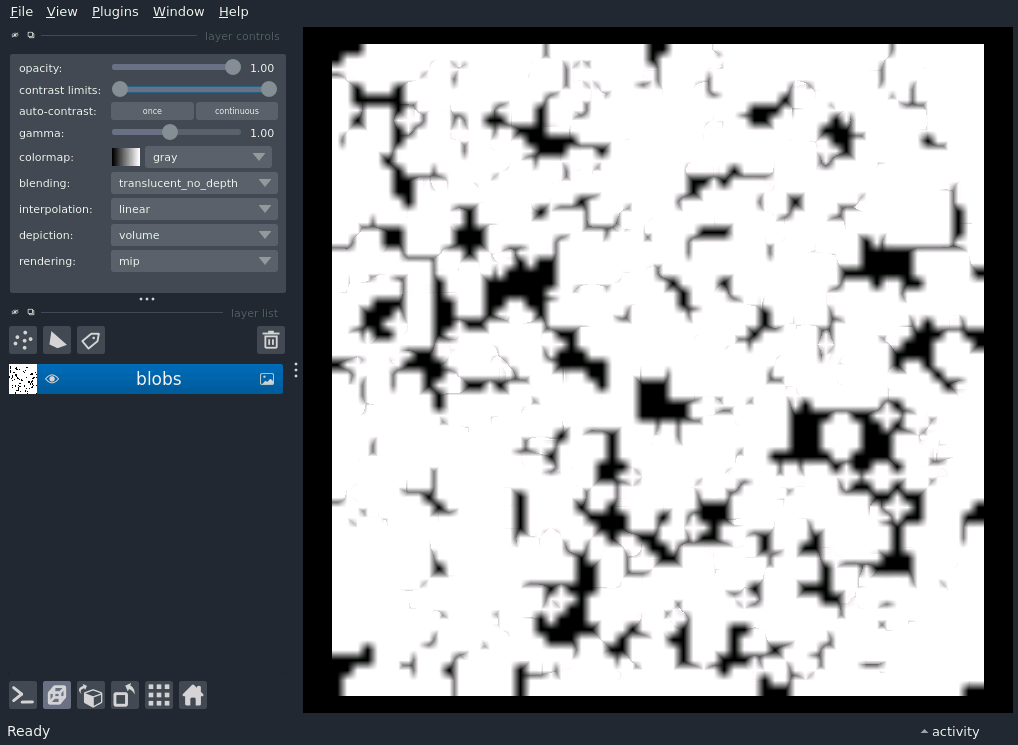 File View Plugins Window Help
layer controls
opacity: 1.00
contrast limits:
auto-contrast: once continuous
gamma: 1.00
colormap: gray
blending: translucent_no_depth
interpolation: linear
depiction: volume
rendering: mip
layer list
blobs
Ready activity